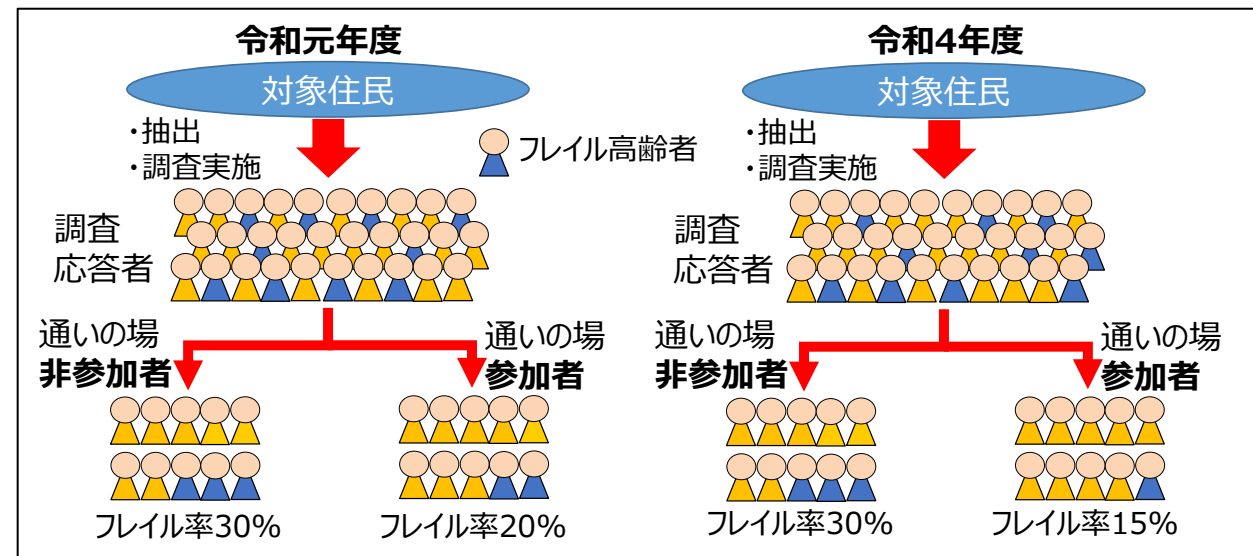 令和元年度
対象住民
・抽出
・調査実施
フレイル高齢者
調査
応答者
通いの場
非参加者
通いの場
参加者
フレイル率30%
フレイル率20%
令和4年度
対象住民
・抽出
・調査実施
調査
応答者
通いの場
非参加者
通いの場
参加者
フレイル率30%
フレイル率15%